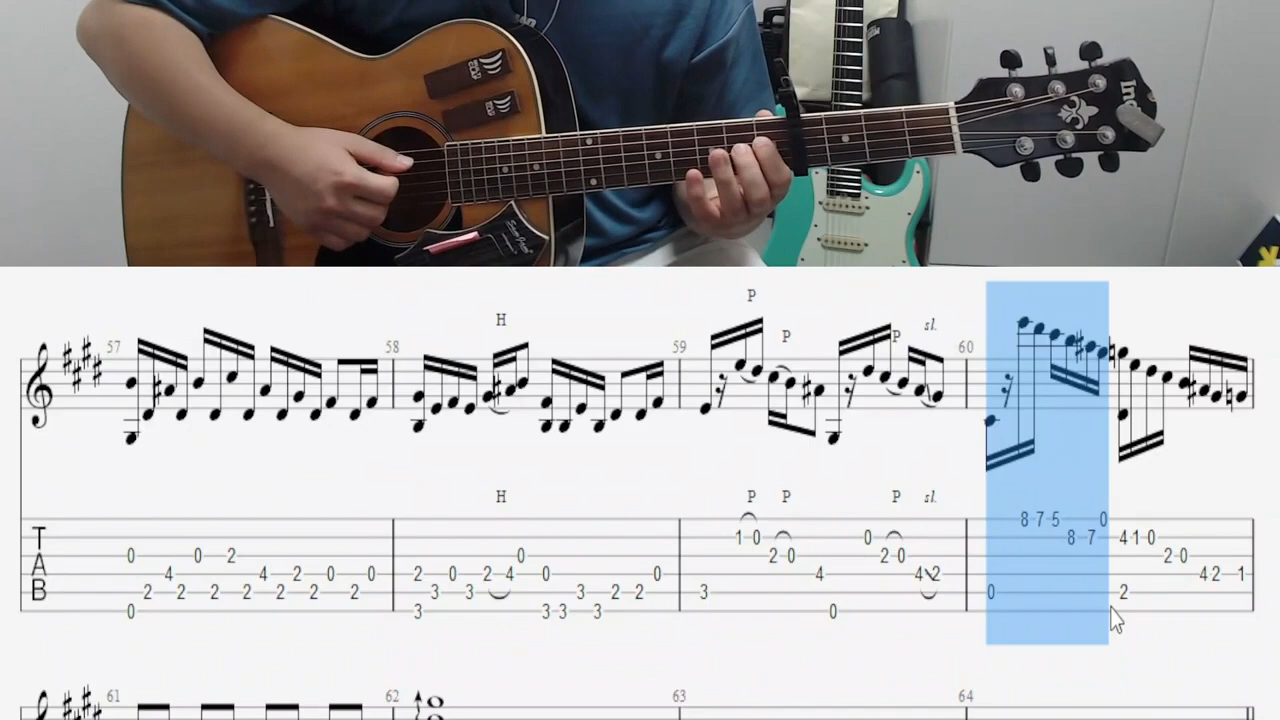 H
P
P
P
sl.
57
58
59
60
H
P
P
P
sl.
T
A
B
0 4 0 2 4 2 0 0
2 2 2 2 2 2 2
0
2 0 2 4 0 0 0
3 3 3 2 2
3 3 3 3
1 0 2 0 4 0 2 0 4 2
3 0
8 7 5 8 7 0 4 1 0 2 0 4 2 1
0 2
61
62
63
64